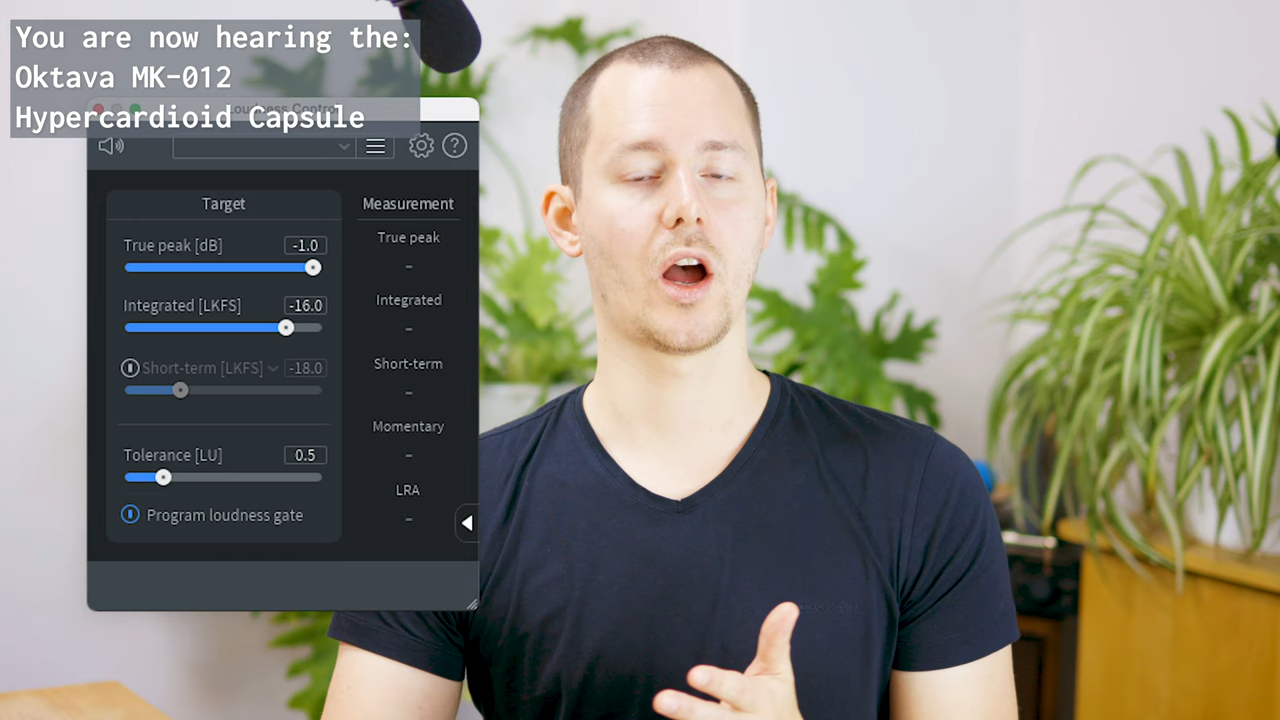 You are now hearing the:
Oktava MK-012
Loudness Control
Hypercardioid Capsule
Target
Measurement
True peak [dB] -1.0
True peak
–
Integrated [LKFS] -16.0
Integrated
–
Short-term [LKFS] -18.0
Short-term
–
Momentary
–
Tolerance [LU] 0.5
LRA
–
Program loudness gate